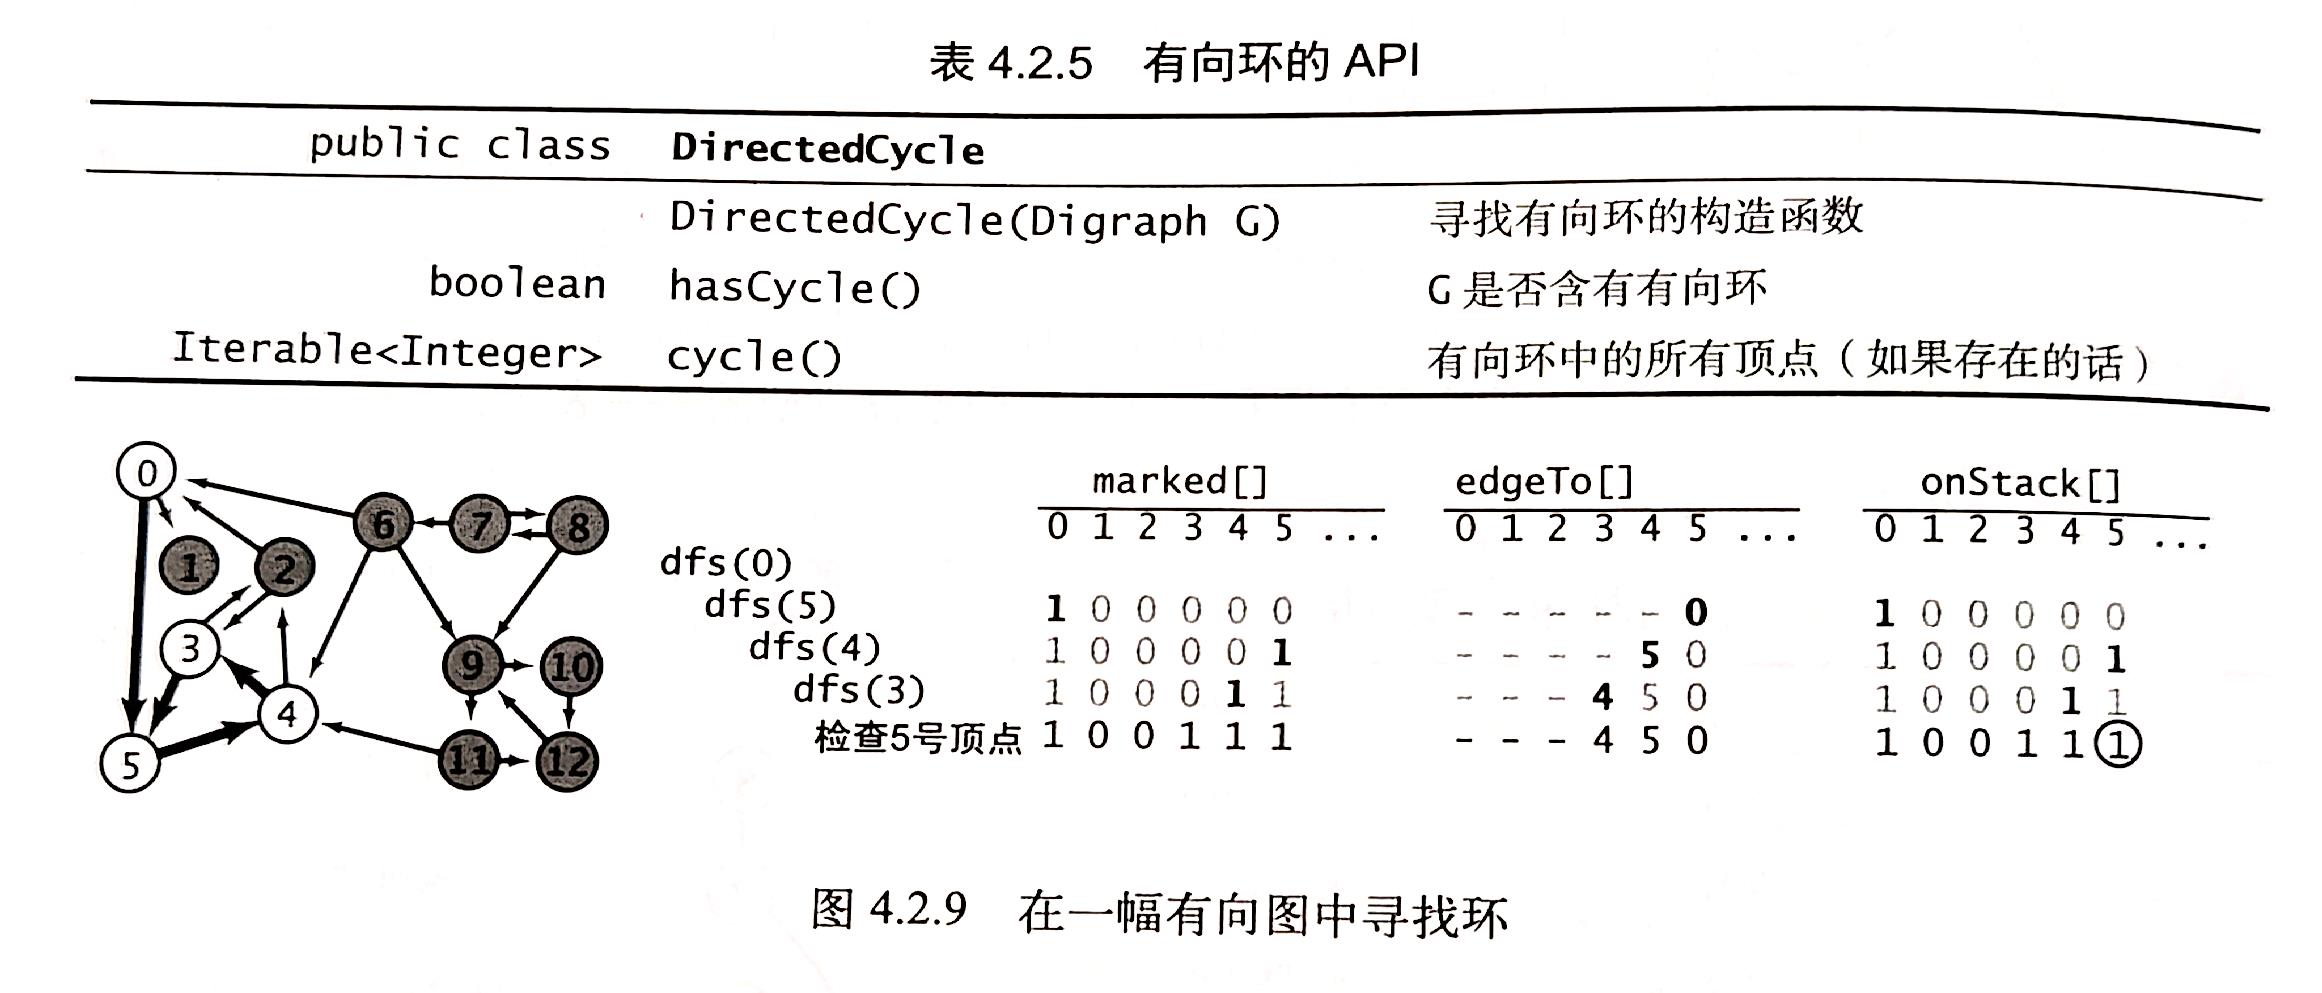 表 4.2.5 有向环的 API
public class DirectedCycle
DirectedCycle(Digraph G) 寻找有向环的构造函数
boolean hasCycle() G 是否含有有向环
Iterable<Integer> cycle() 有向环中的所有顶点（如果存在的话）
0
6 7 8
1 2
3
9 10
4
5
11 12
marked[] edgeTo[] onStack[]
0 1 2 3 4 5 ... 0 1 2 3 4 5 ... 0 1 2 3 4 5 ...
dfs(0)
dfs(5) 1 0 0 0 0 0 - - - - - 0 1 0 0 0 0 0
dfs(4) 1 0 0 0 0 1 - - - - 5 0 1 0 0 0 0 1
dfs(3) 1 0 0 0 1 1 - - - 4 5 0 1 0 0 0 1 1
检查5号顶点 1 0 0 1 1 1 - - - 4 5 0 1 0 0 1 1 1
图 4.2.9 在一幅有向图中寻找环